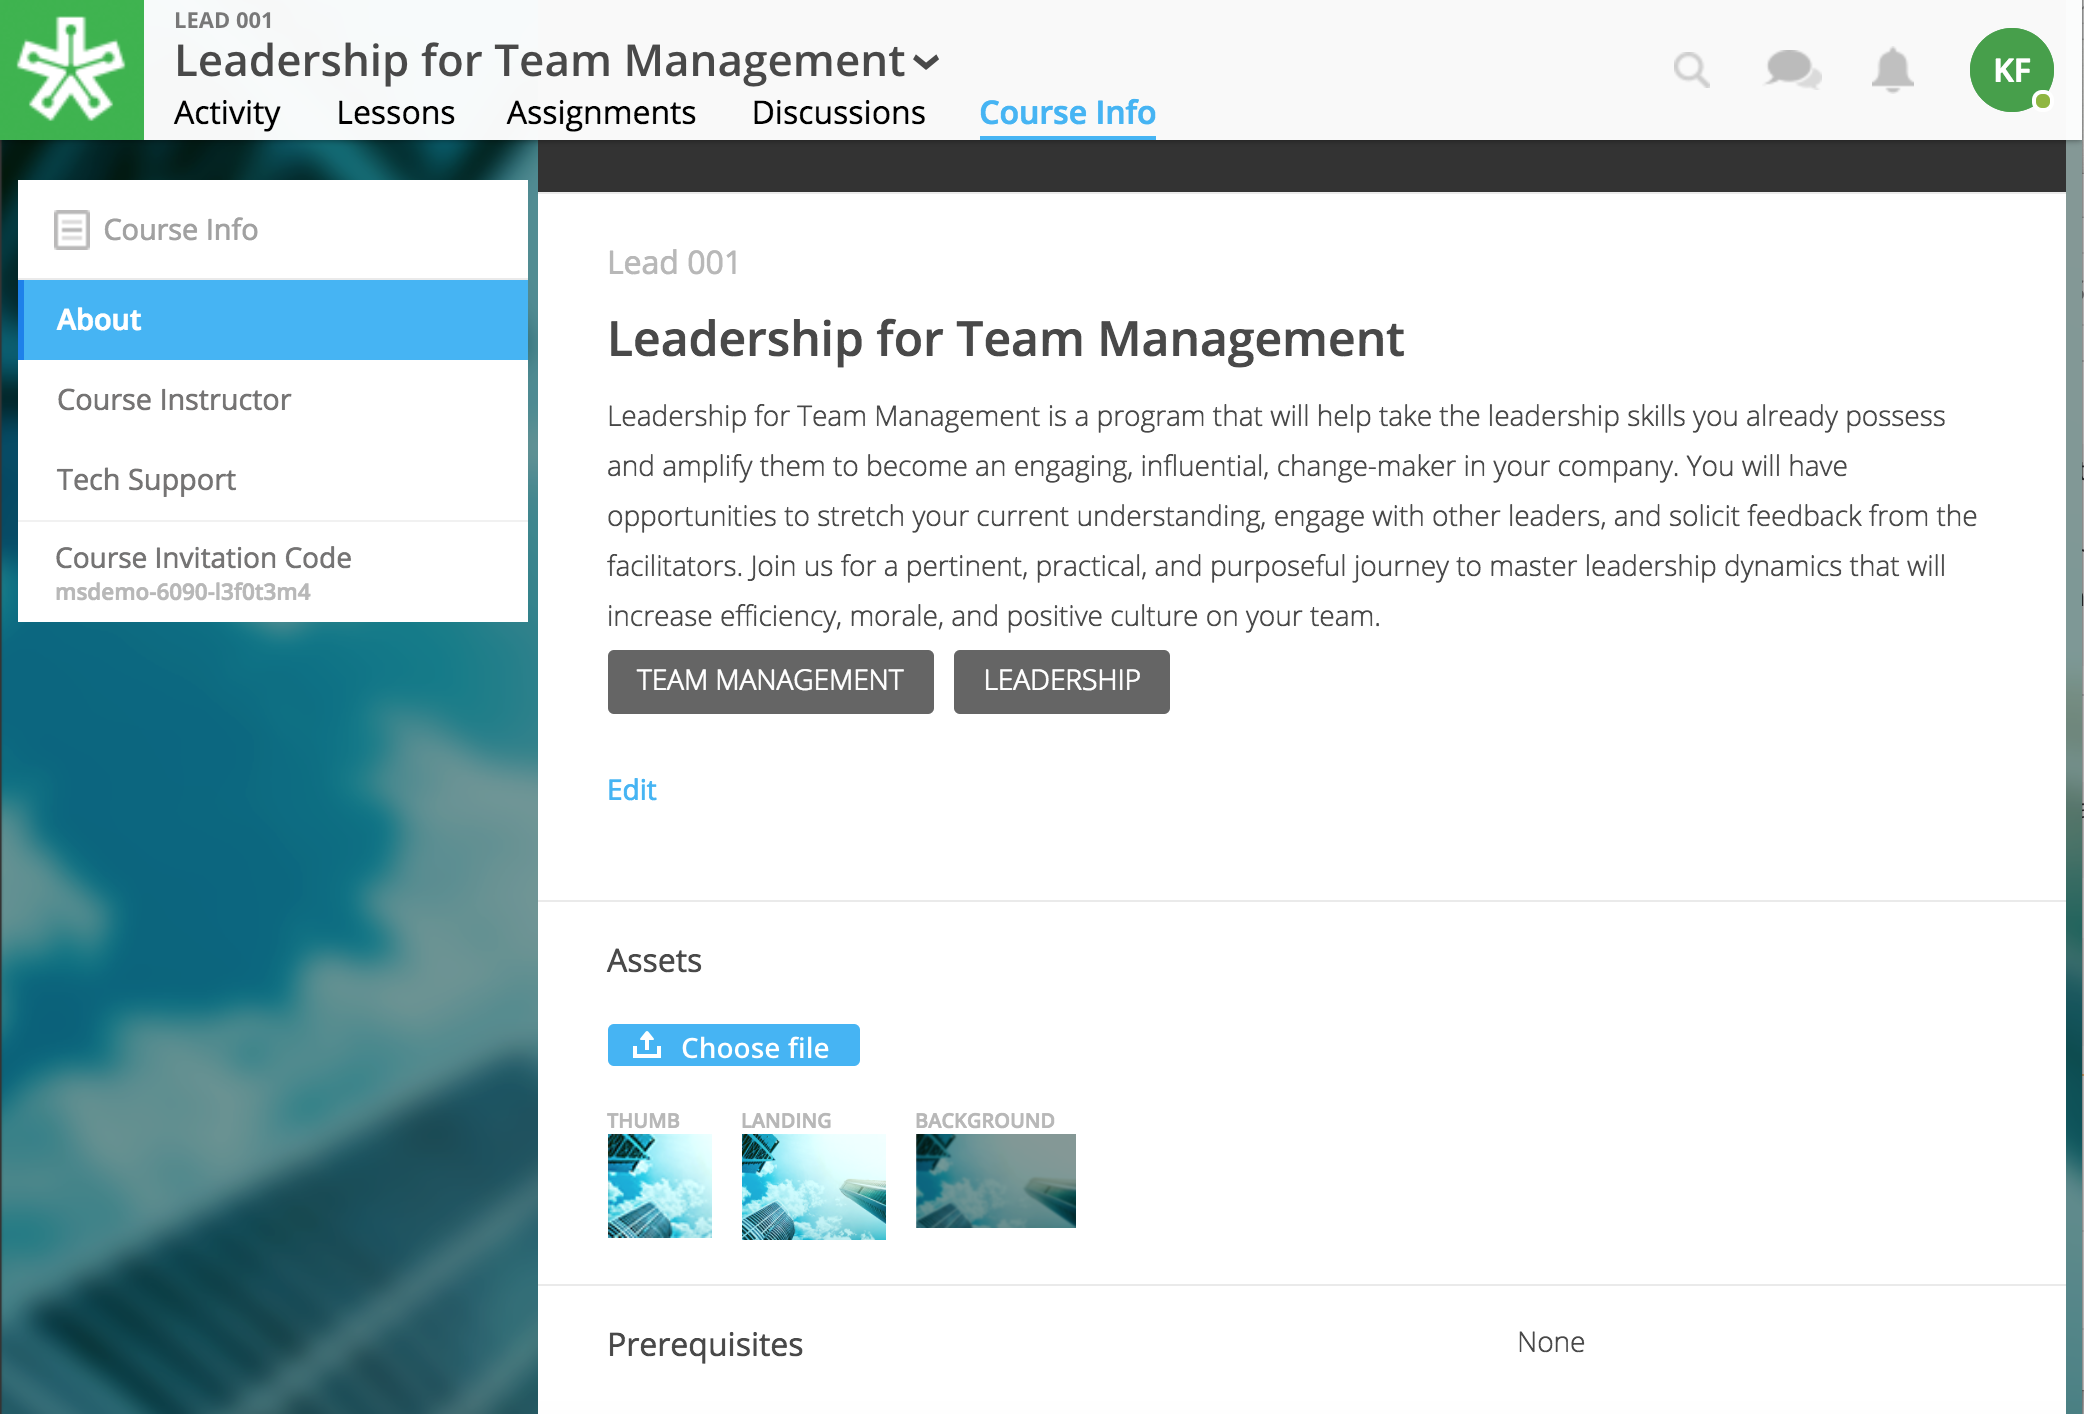 LEAD 001
Leadership for Team Management
Activity Lessons Assignments Discussions Course Info
KF
Course Info
About
Course Instructor
Tech Support
Course Invitation Code
msdemo-6090-l3f0t3m4
Lead 001
Leadership for Team Management
Leadership for Team Management is a program that will help take the leadership skills you already possess
and amplify them to become an engaging, influential, change-maker in your company. You will have
opportunities to stretch your current understanding, engage with other leaders, and solicit feedback from the
facilitators. Join us for a pertinent, practical, and purposeful journey to master leadership dynamics that will
increase efficiency, morale, and positive culture on your team.
TEAM MANAGEMENT LEADERSHIP
Edit
Assets
Choose file
THUMB LANDING BACKGROUND
Prerequisites None